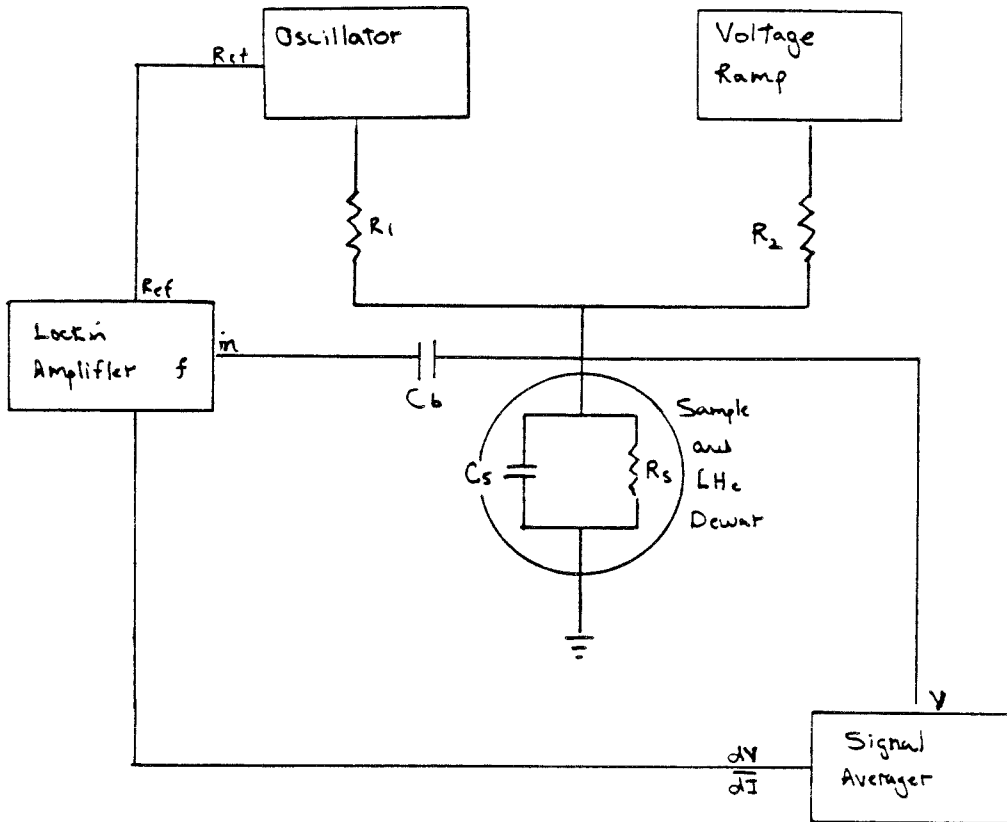 Oscillator
Voltage
Ramp
Ref
R1
R2
Ref
Lockin
Amplifier f
in
Cb
Sample
and
LHe
Dewar
Cs
Rs
V
dV
dI
Signal
Averager